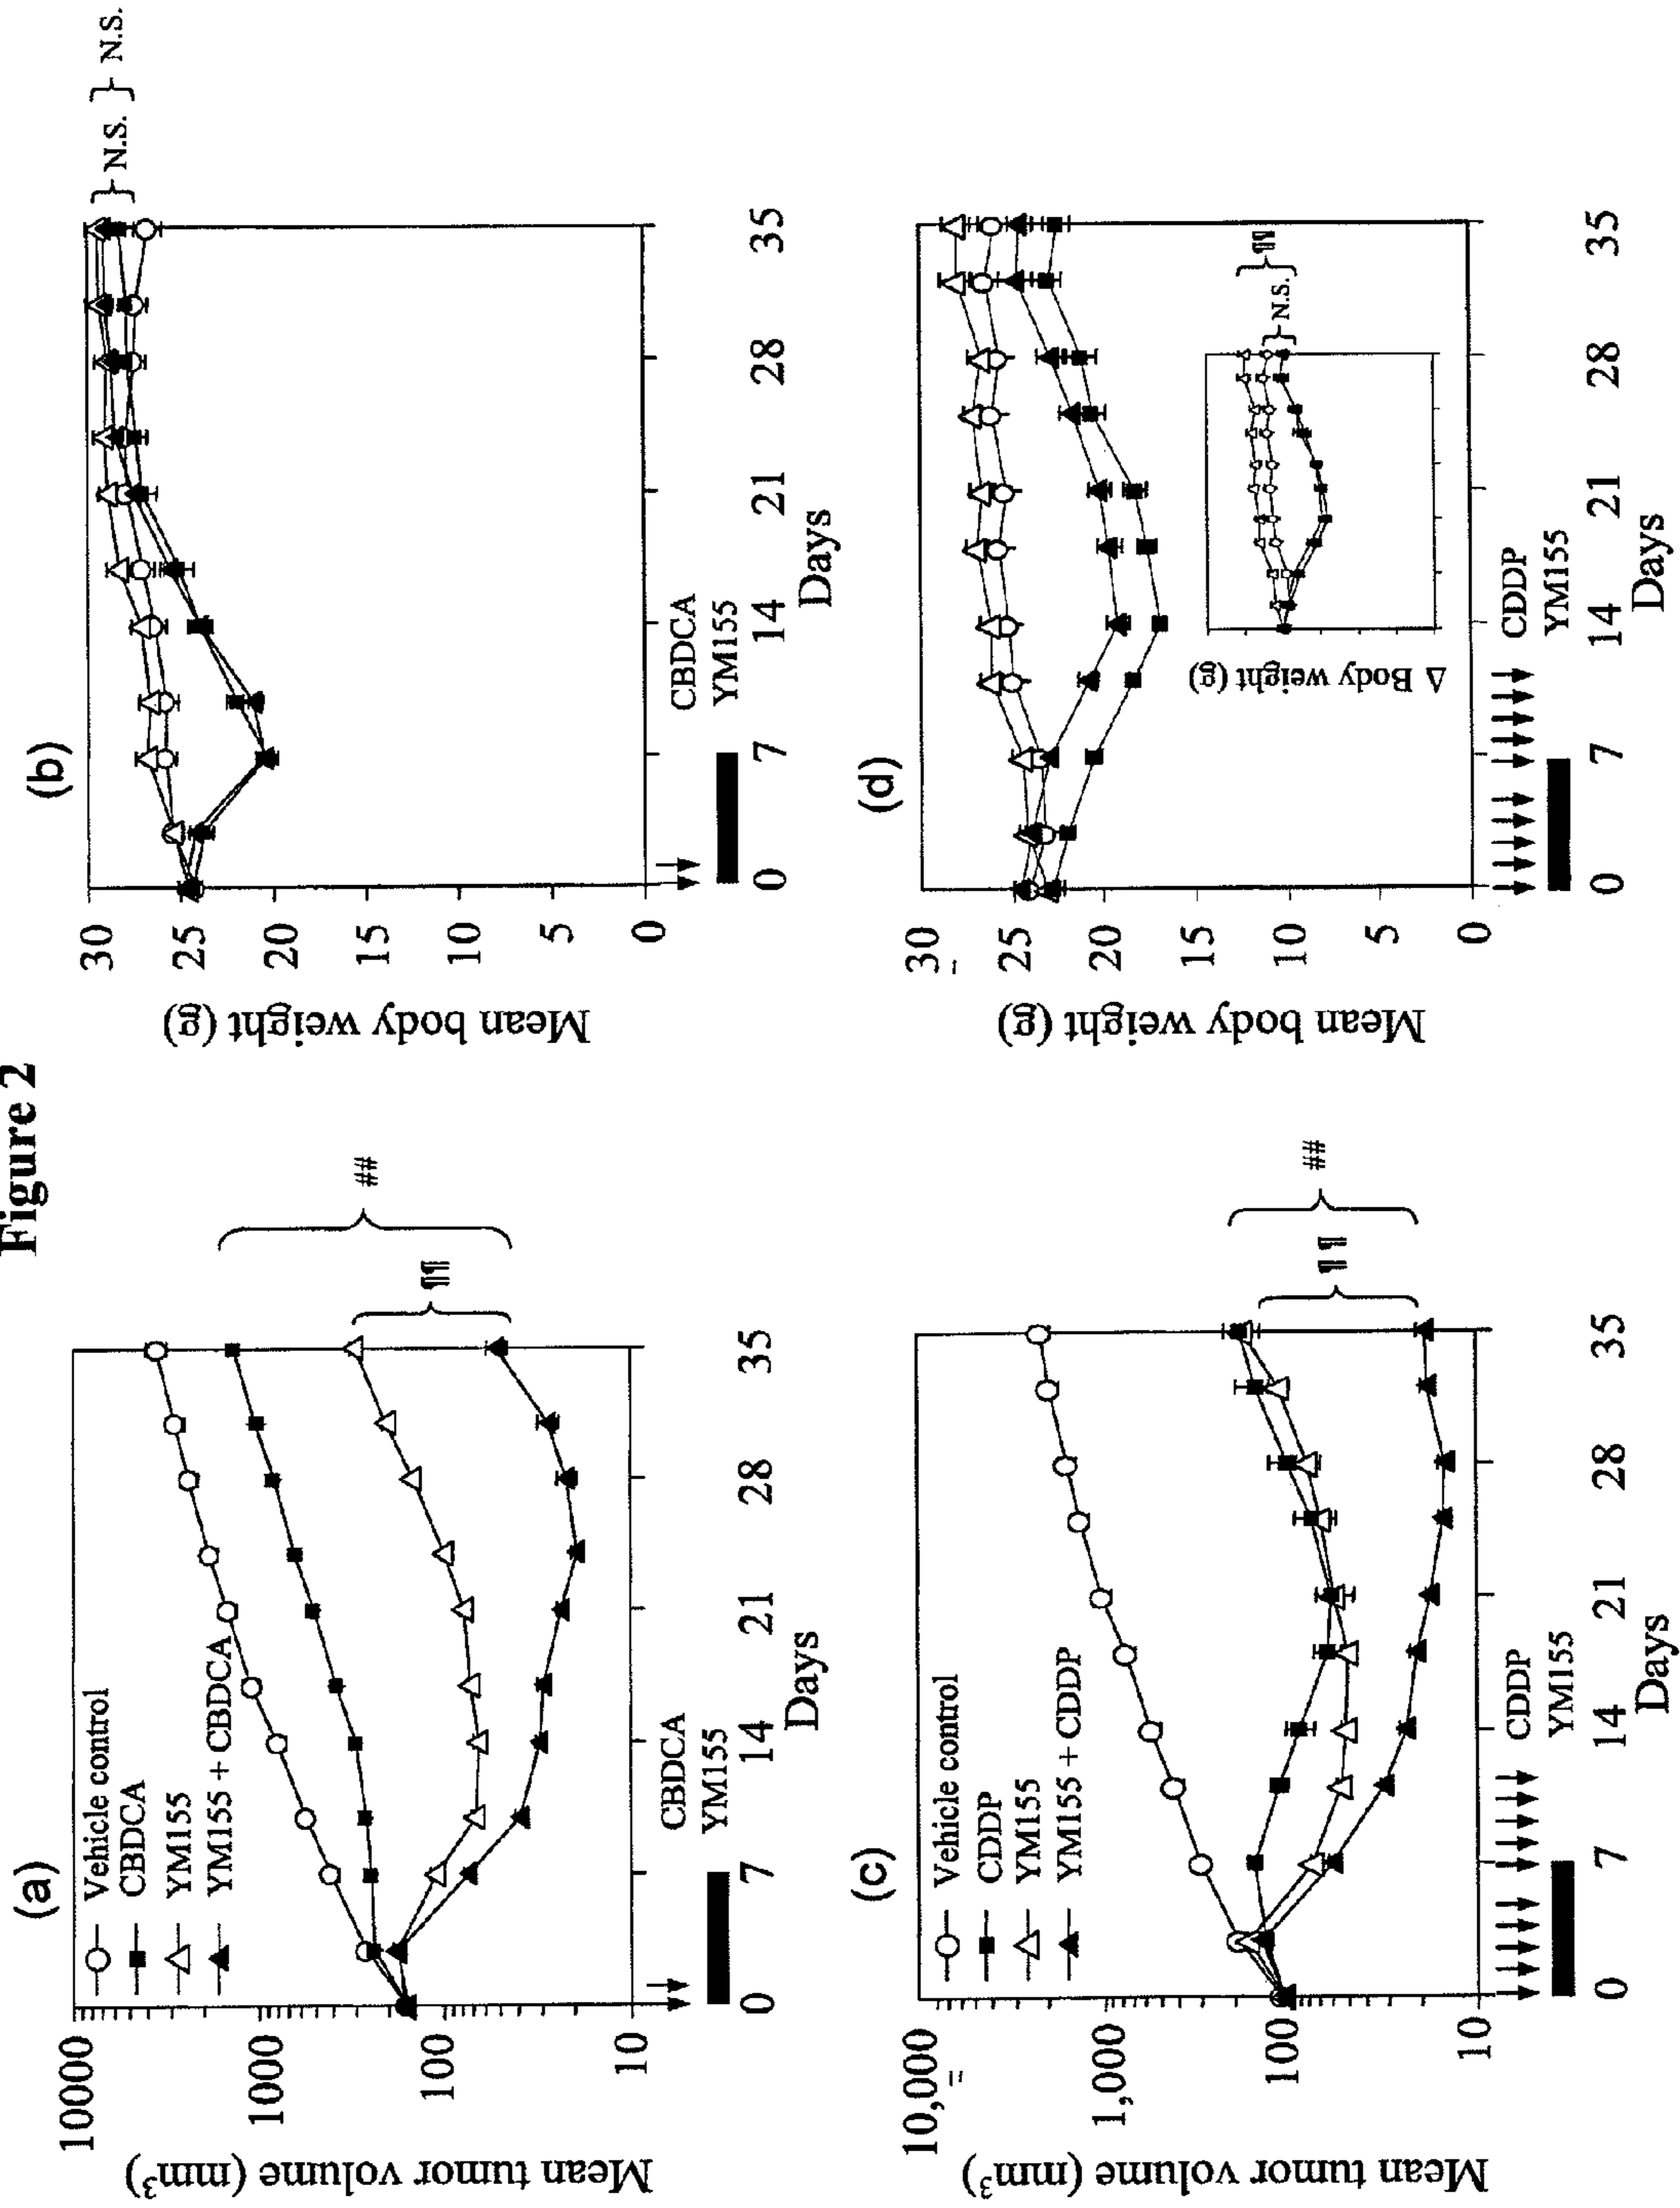 Figure 2
(a)
Mean tumor volume (mm³)
10000
1000
100
10
Vehicle control
CBDCA
YM155
YM155 + CBDCA
¶¶
##
CBDCA
YM155
0 7 14 21 28 35
Days
(b)
Mean body weight (g)
30
25
20
15
10
5
0
} N.S. } N.S.
CBDCA
YM155
0 7 14 21 28 35
Days
(c)
Mean tumor volume (mm³)
10,000
1,000
100
10
Vehicle control
CDDP
YM155
YM155 + CDDP
¶¶
##
CDDP
YM155
0 7 14 21 28 35
Days
(d)
Mean body weight (g)
30
25
20
15
10
5
0
Δ Body weight (g)
} N.S. } ¶¶
CDDP
YM155
0 7 14 21 28 35
Days